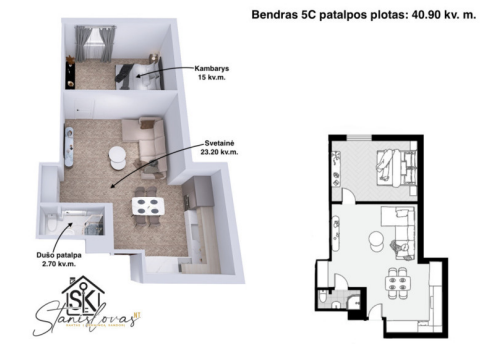 Bendras 5C patalpos plotas: 40.90 kv. m.
Kambarys
15 kv.m.
Svetainė
23.20 kv.m.
Dušo patalpa
2.70 kv.m.
SK
Stanislovas